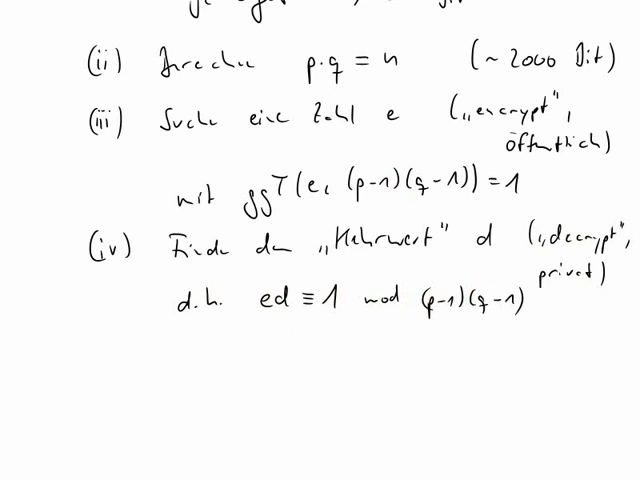 (ii) Berechne p·q = n (~ 2000 Bit)
(iii) Suche eine Zahl e („encrypt",
öffentlich)
mit ggT(e, (p-1)(q-1)) = 1
(iv) Finde den „Kehrwert" d („decrypt",
privat)
d.h. ed ≡ 1 mod (p-1)(q-1)